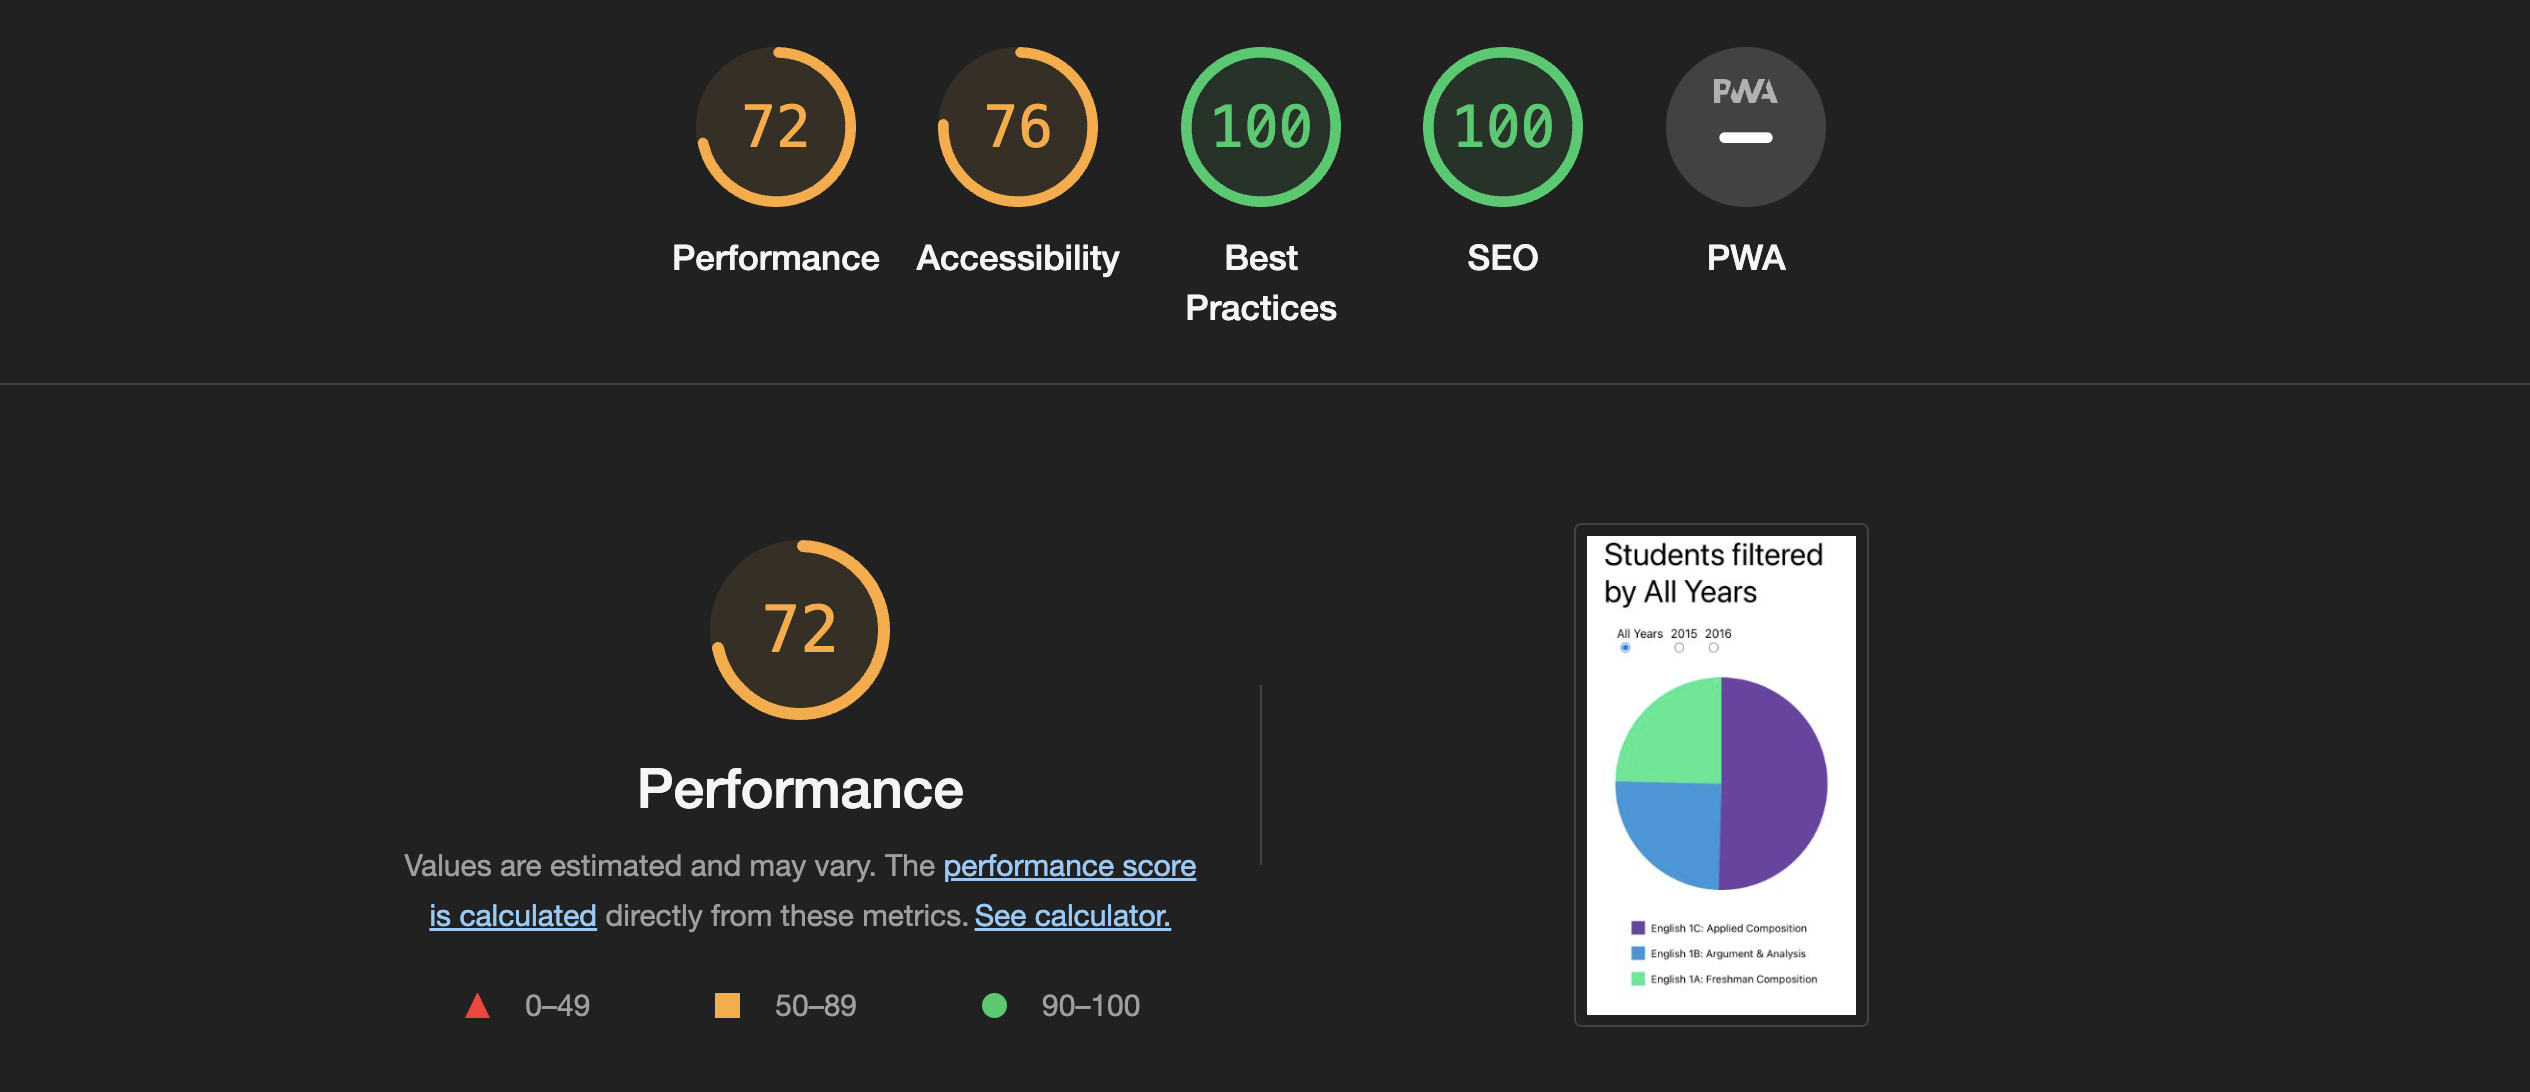 72
76
100
100
PWA
Performance
Accessibility
Best
Practices
SEO
PWA
72
Performance
Values are estimated and may vary. The performance score
is calculated directly from these metrics. See calculator.
0–49
50–89
90–100
Students filtered
by All Years
All Years 2015 2016
English 1C: Applied Composition
English 1B: Argument & Analysis
English 1A: Freshman Composition